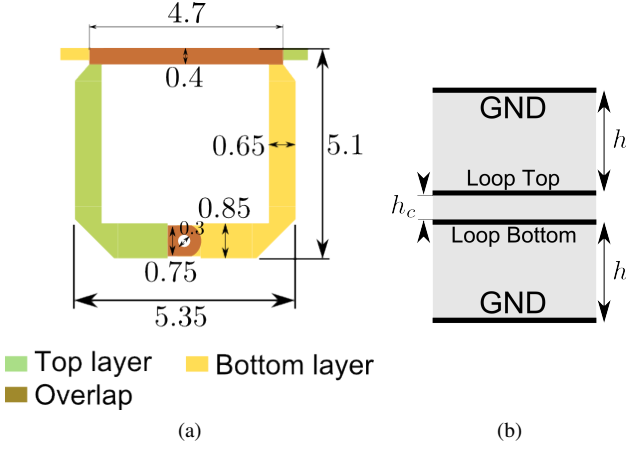 4.7
0.4
0.65
5.1
0.85
0.3
0.75
5.35
Top layer
Bottom layer
Overlap
(a)
GND
h
Loop Top
h_c
Loop Bottom
h
GND
(b)